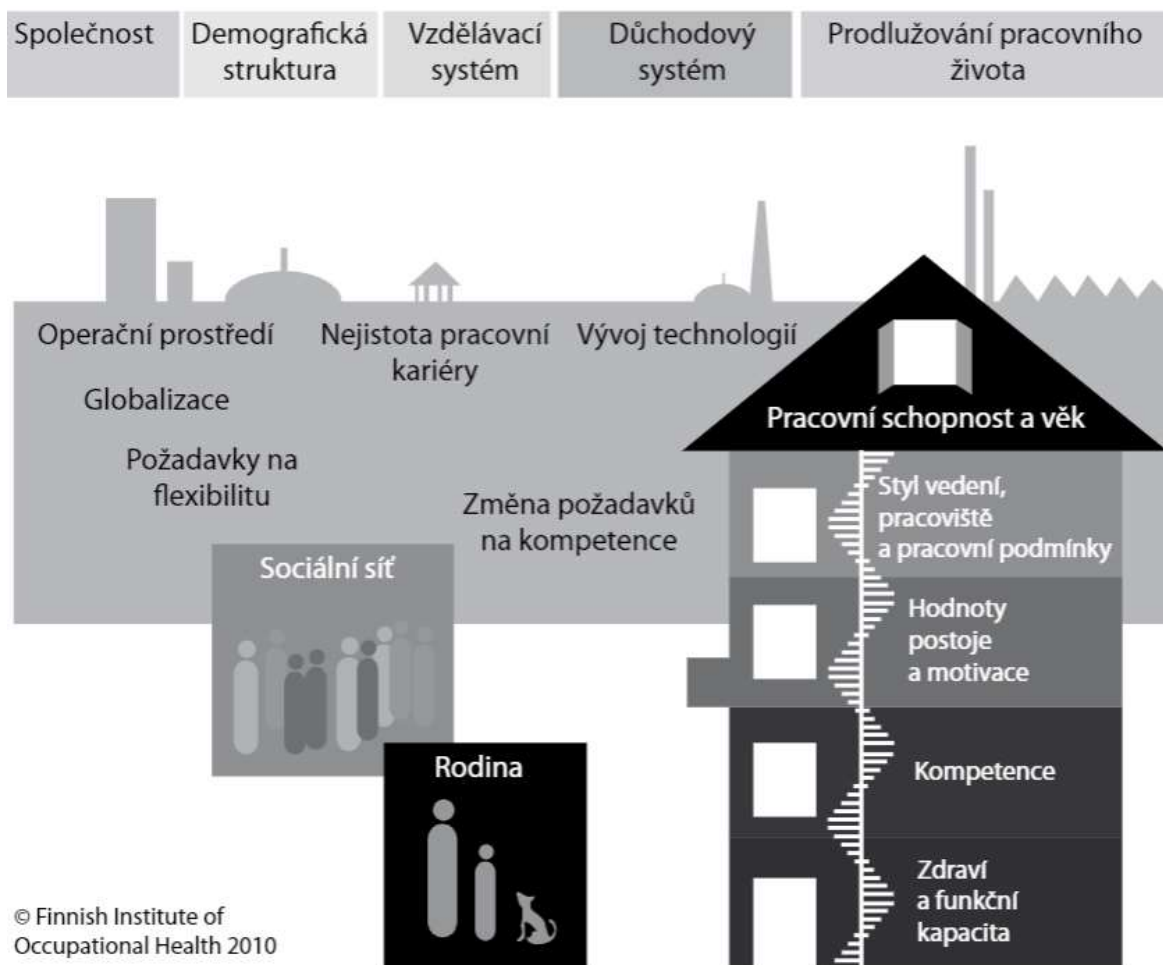 Společnost
Demografická
struktura
Vzdělávací
systém
Důchodový
systém
Prodlužování pracovního
života
Operační prostředí
Nejistota pracovní
kariéry
Vývoj technologií
Globalizace
Požadavky na
flexibilitu
Změna požadavků
na kompetence
Sociální síť
Rodina
Pracovní schopnost a věk
Styl vedení,
pracoviště
a pracovní podmínky
Hodnoty
postoje
a motivace
Kompetence
Zdraví
a funkční
kapacita
© Finnish Institute of
Occupational Health 2010